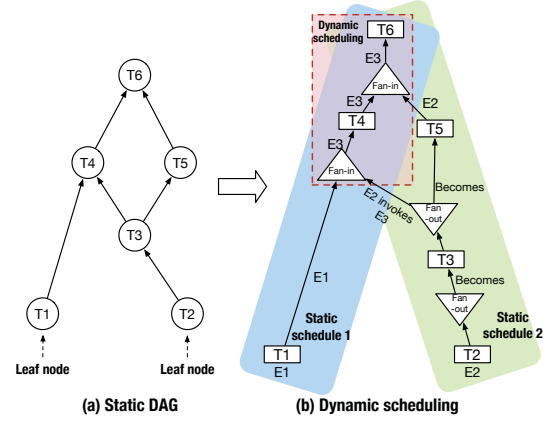 T6
T4
T5
T3
T1
T2
Leaf node
Leaf node
(a) Static DAG
Dynamic
scheduling
T6
E3
Fan-in
E3
E2
T4
T5
E3
Fan-in
E2 invokes
E3
Becomes
Fan
-out
T3
Becomes
E1
Fan
-out
Static
schedule 1
Static
schedule 2
T1
E1
T2
E2
(b) Dynamic scheduling